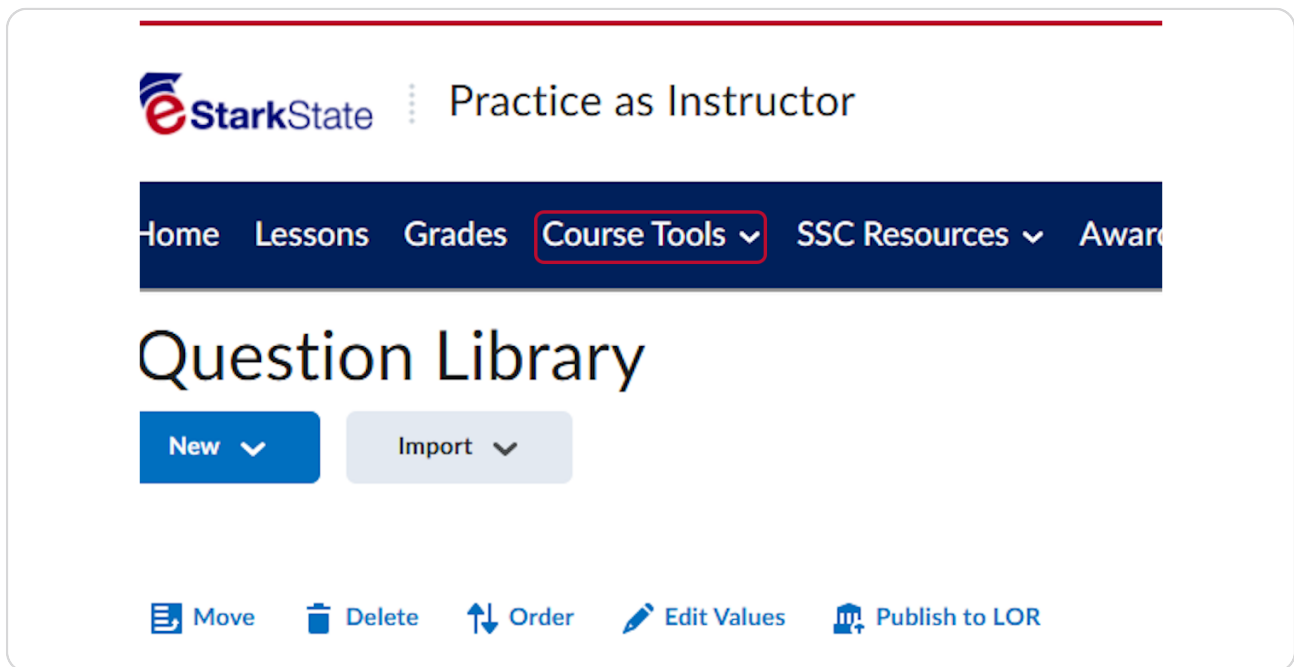 eStarkState Practice as Instructor
Home Lessons Grades Course Tools SSC Resources
Question Library
New Import
Move Delete Order Edit Values Publish to LOR